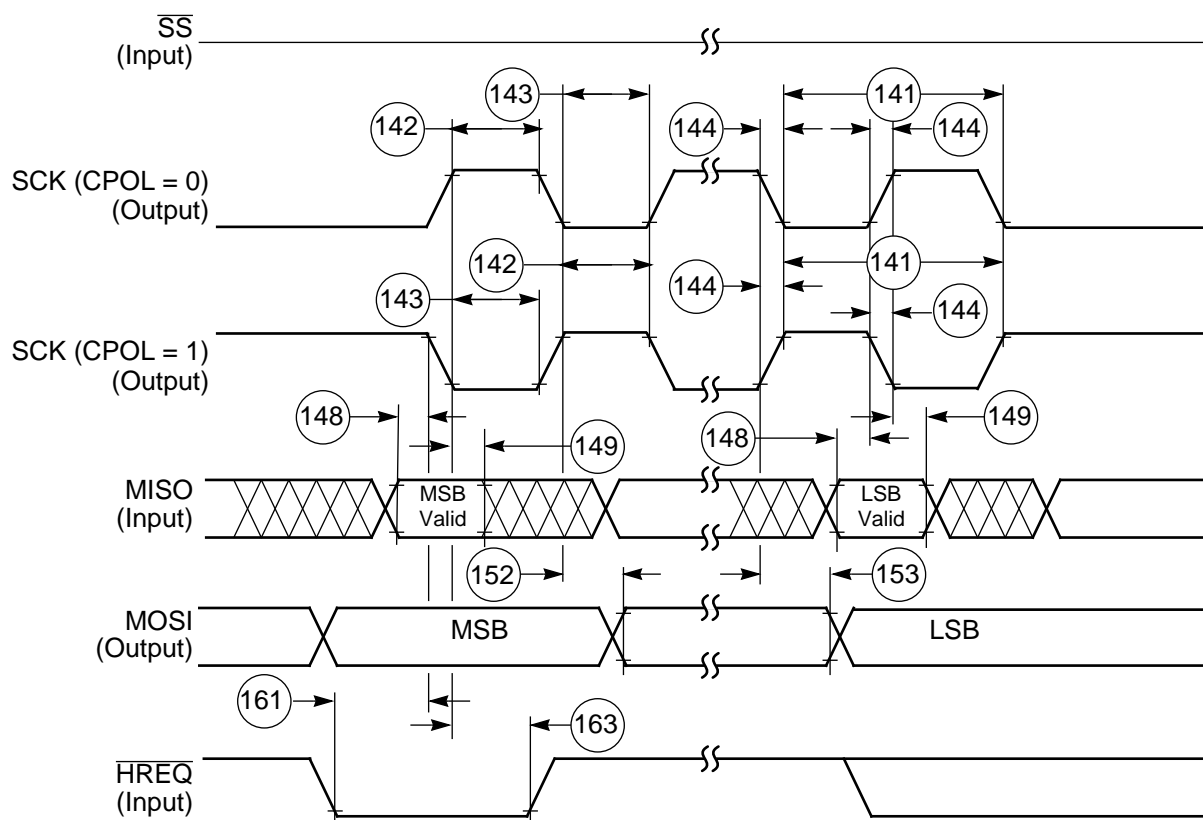 SS
(Input)
143
141
142
144
144
SCK (CPOL = 0)
(Output)
142
141
143
144
144
SCK (CPOL = 1)
(Output)
148
149
148
149
MISO
(Input)
MSB
Valid
LSB
Valid
152
153
MOSI
(Output)
MSB
LSB
161
163
HREQ
(Input)